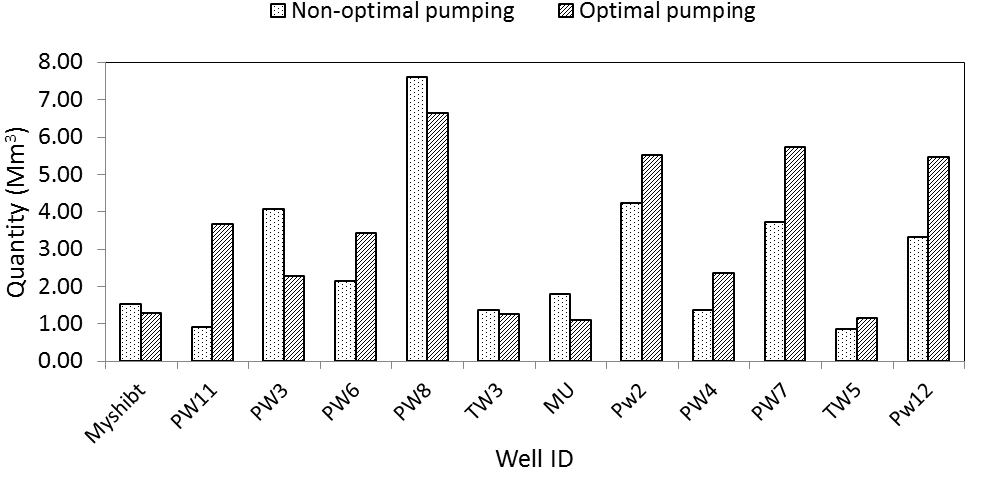 Non-optimal pumping Optimal pumping
Quantity (Mm³)
8.00
7.00
6.00
5.00
4.00
3.00
2.00
1.00
0.00
Myshibt PW11 PW3 PW6 PW8 TW3 MU Pw2 PW4 PW7 TW5 Pw12
Well ID